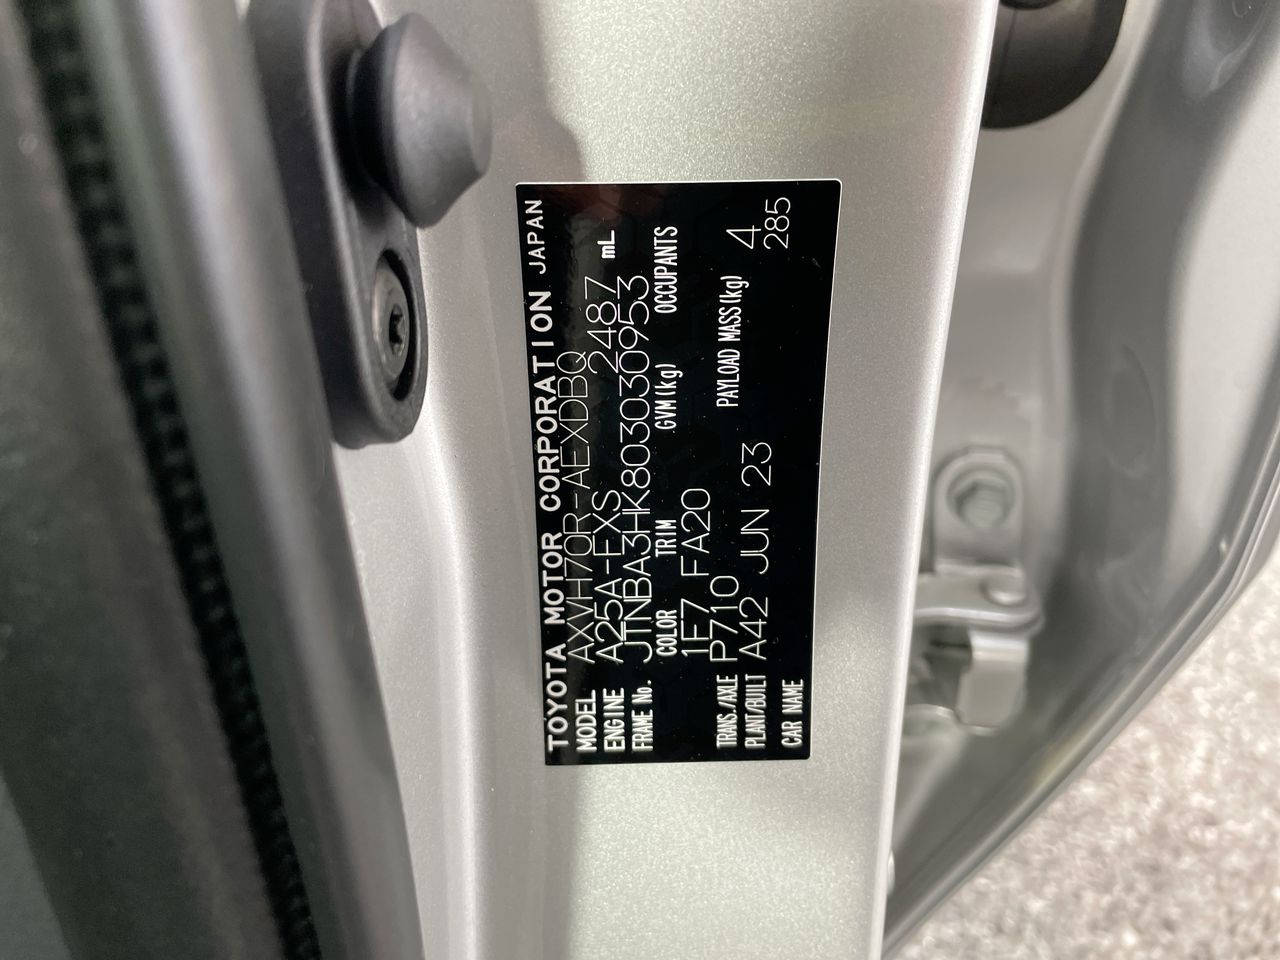 TOYOTA MOTOR CORPORATION JAPAN
MODEL AXVH70R-AEXDBQ
ENGINE A25A-FXS 2487 mL
FRAME No. JTNBA3HK803030953
COLOR TRIM GVM(kg) OCCUPANTS
1F7 FA20 4
TRANS./AXLE P710 PAYLOAD MASS(kg) 285
PLANT/BUILT A42 JUN 23
CAR NAME